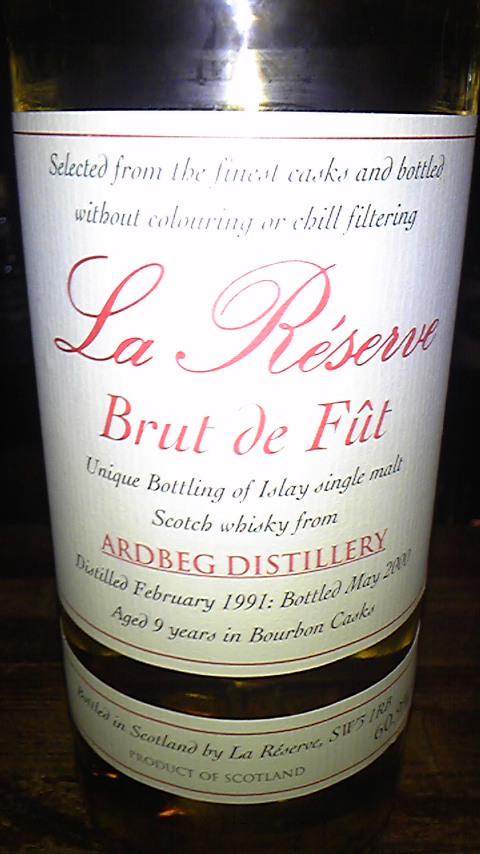 Selected from the finest casks and bottled
without colouring or chill filtering
La Réserve
Brut de Fût
Unique Bottling of Islay single malt
Scotch whisky from
ARDBEG DISTILLERY
Distilled February 1991: Bottled May 2000
Aged 9 years in Bourbon Casks
Bottled in Scotland by La Réserve, SW3 1RB
PRODUCT OF SCOTLAND